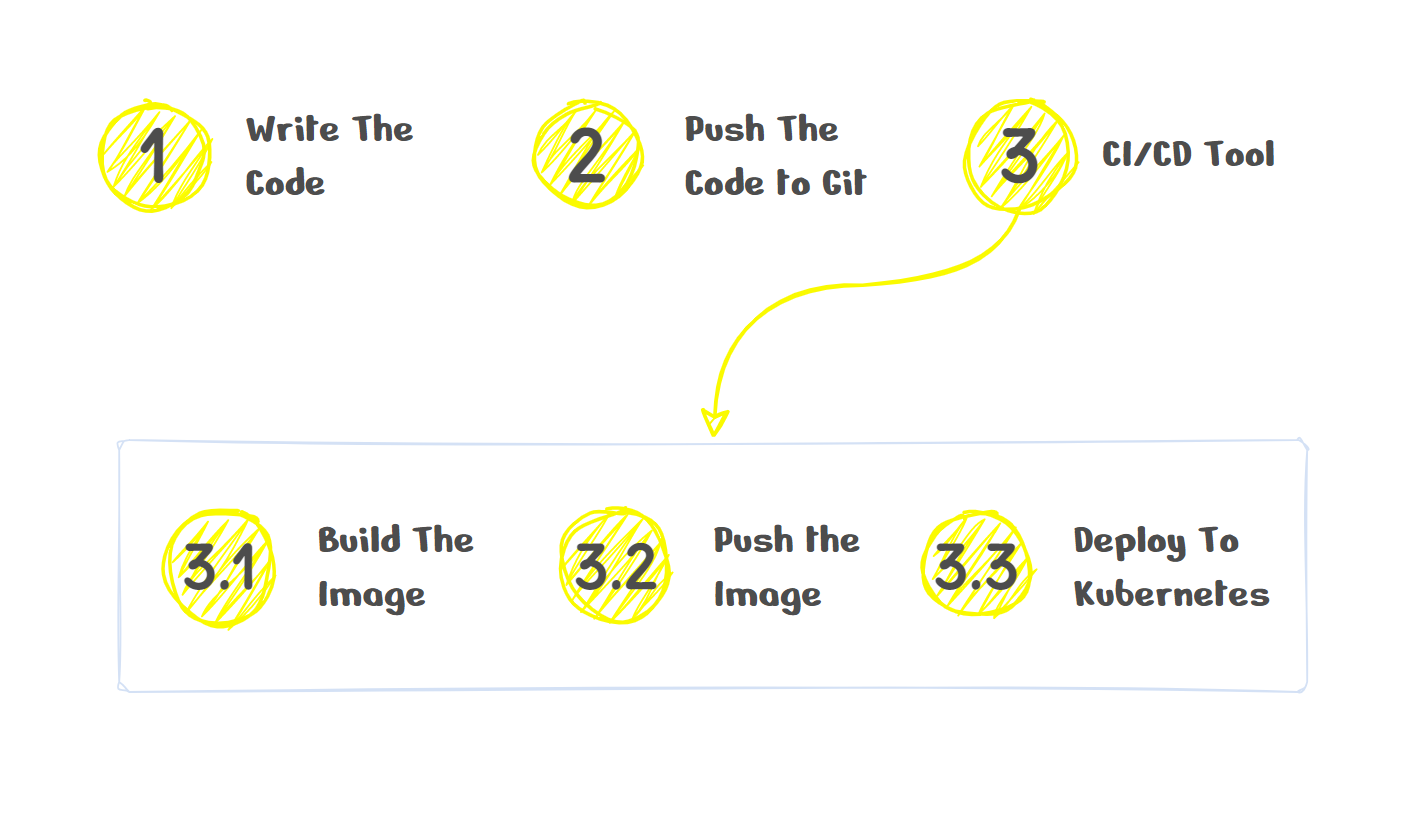 1
Write The
Code
2
Push The
Code to Git
3
CI/CD Tool
3.1
Build The
Image
3.2
Push the
Image
3.3
Deploy To
Kubernetes